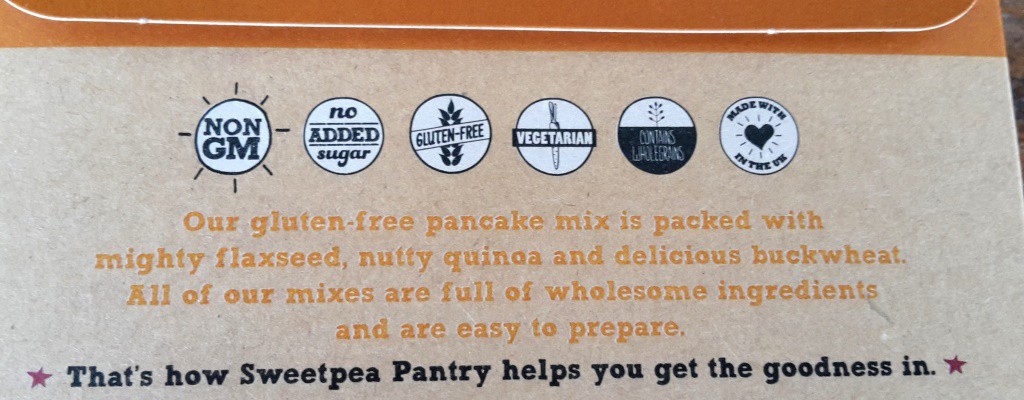 NON
GM
no
ADDED
sugar
GLUTEN-FREE
VEGETARIAN
CONTAINS
WHOLEGRAINS
MADE WITH
IN THE UK
Our gluten-free pancake mix is packed with
mighty flaxseed, nutty quinoa and delicious buckwheat.
All of our mixes are full of wholesome ingredients
and are easy to prepare.
That's how Sweetpea Pantry helps you get the goodness in.